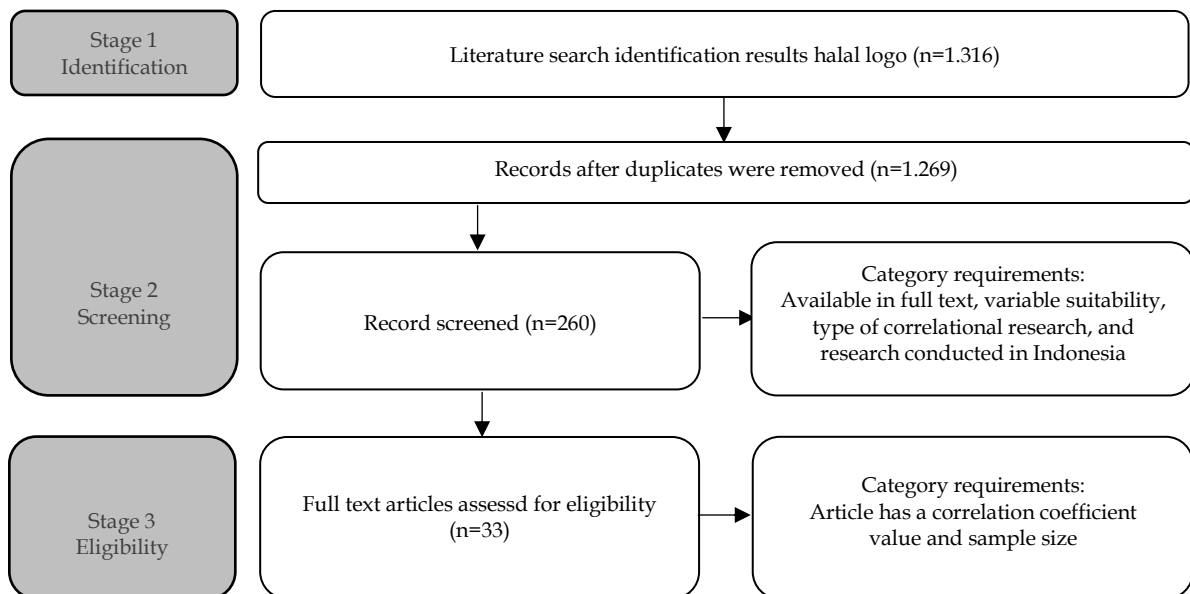 Stage 1
Identification
Literature search identification results halal logo (n=1.316)
Records after duplicates were removed (n=1.269)
Stage 2
Screening
Record screened (n=260)
Category requirements:
Available in full text, variable suitability,
type of correlational research, and
research conducted in Indonesia
Stage 3
Eligibility
Full text articles assessd for eligibility
(n=33)
Category requirements:
Article has a correlation coefficient
value and sample size